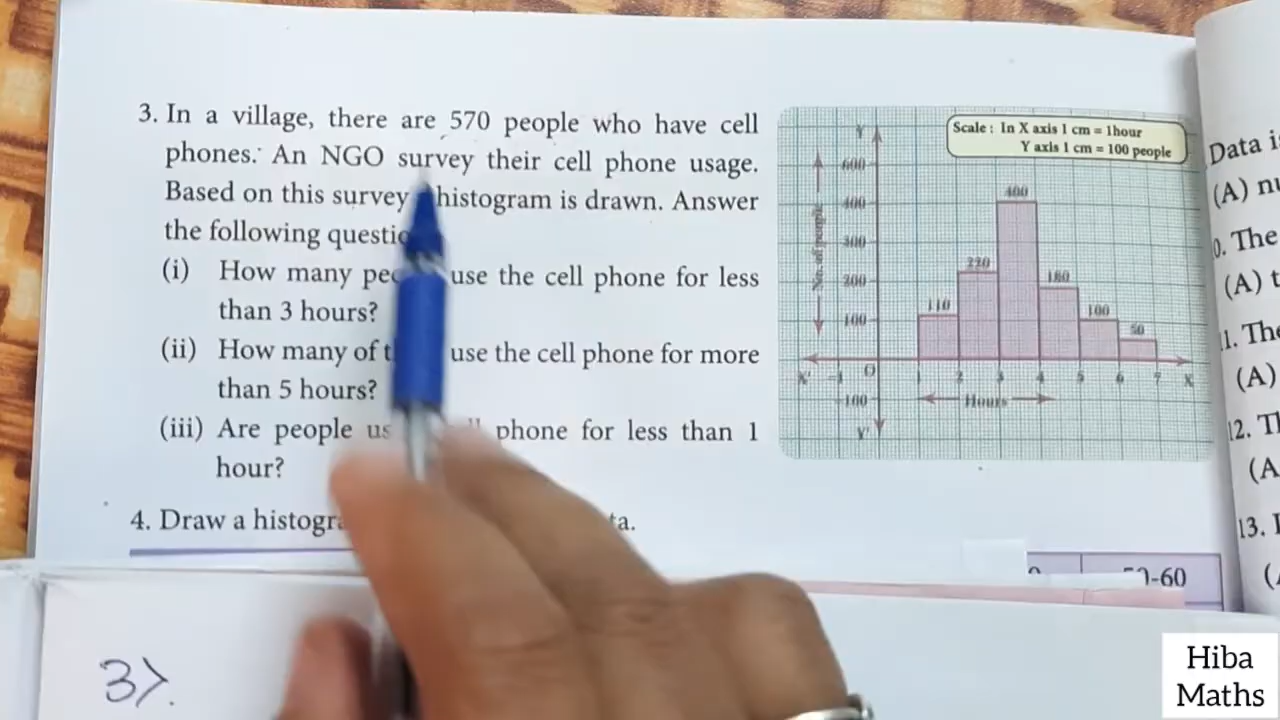 3. In a village, there are 570 people who have cell
phones. An NGO survey their cell phone usage.
Based on this survey histogram is drawn. Answer
the following
(i) How many use the cell phone for less
than 3 hours?
(ii) How many of use the cell phone for more
than 5 hours?
(iii) Are people phone for less than 1
hour?
4. Draw a
Scale : In X axis 1 cm = 1hour
Y axis 1 cm = 100 people
Y
600
400
300
200
100
No. of people
400
220
180
110
100
50
X' -1 O 1 2 3 4 5 6 7 X
-100
Hours
Y'
Data
(A)
The
(A)
The
(A)
12.
(A
13.
-60
3).
Hiba
Maths